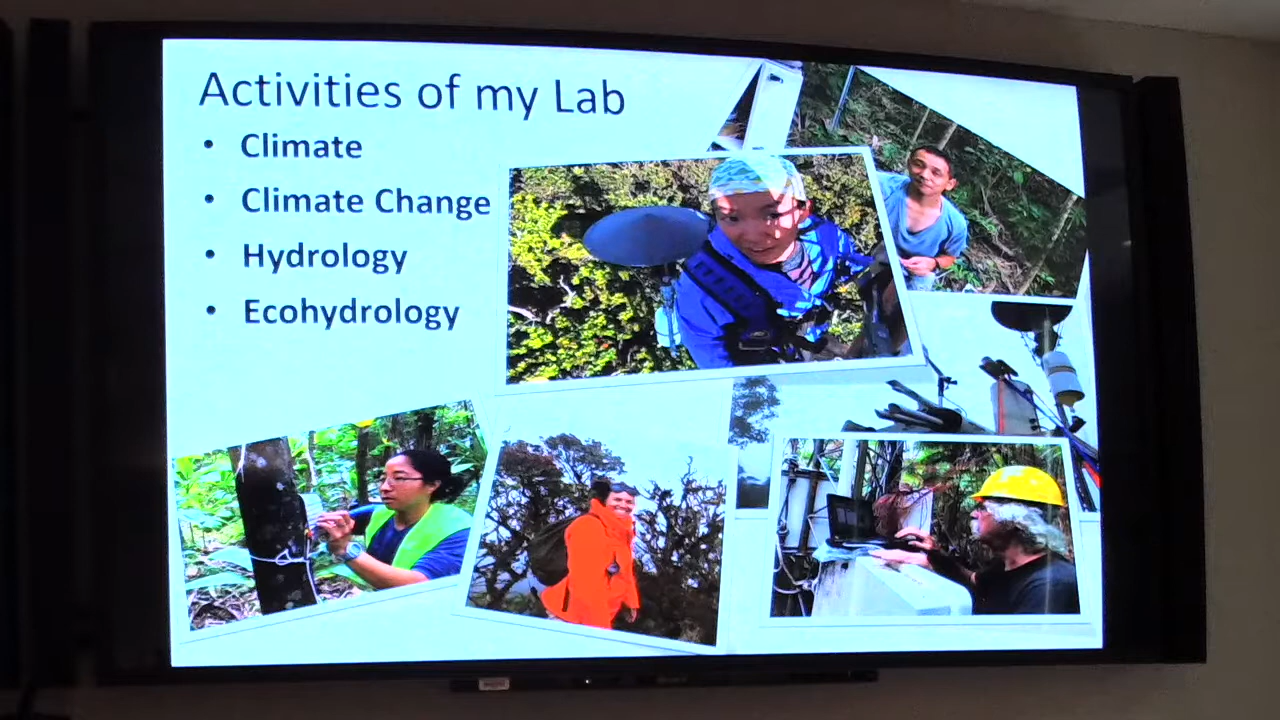 Activities of my Lab
• Climate
• Climate Change
• Hydrology
• Ecohydrology